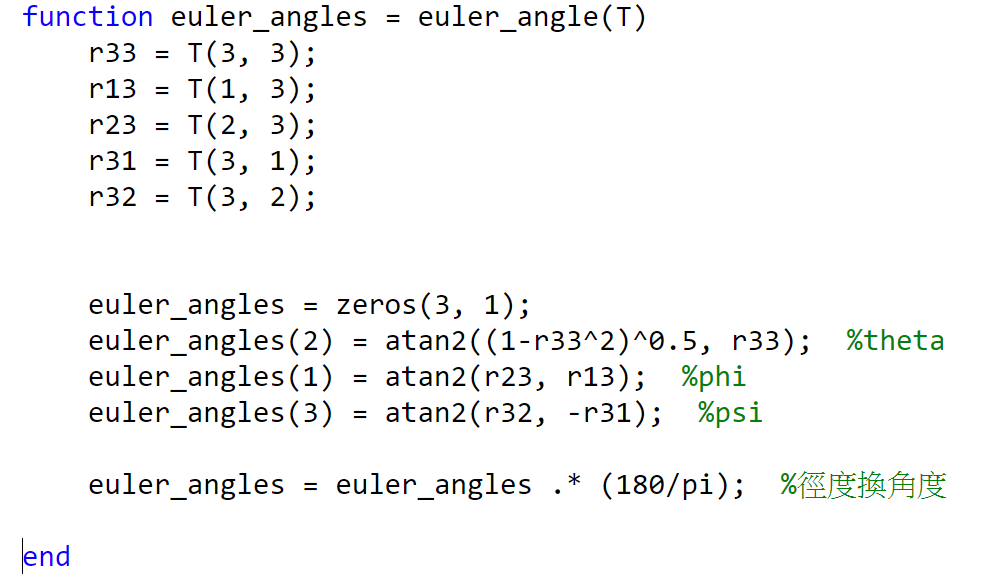 function euler_angles = euler_angle(T)
    r33 = T(3, 3);
    r13 = T(1, 3);
    r23 = T(2, 3);
    r31 = T(3, 1);
    r32 = T(3, 2);
    euler_angles = zeros(3, 1);
    euler_angles(2) = atan2((1-r33^2)^0.5, r33);  %theta
    euler_angles(1) = atan2(r23, r13);  %phi
    euler_angles(3) = atan2(r32, -r31);  %psi
    euler_angles = euler_angles .* (180/pi);  %徑度換角度
end